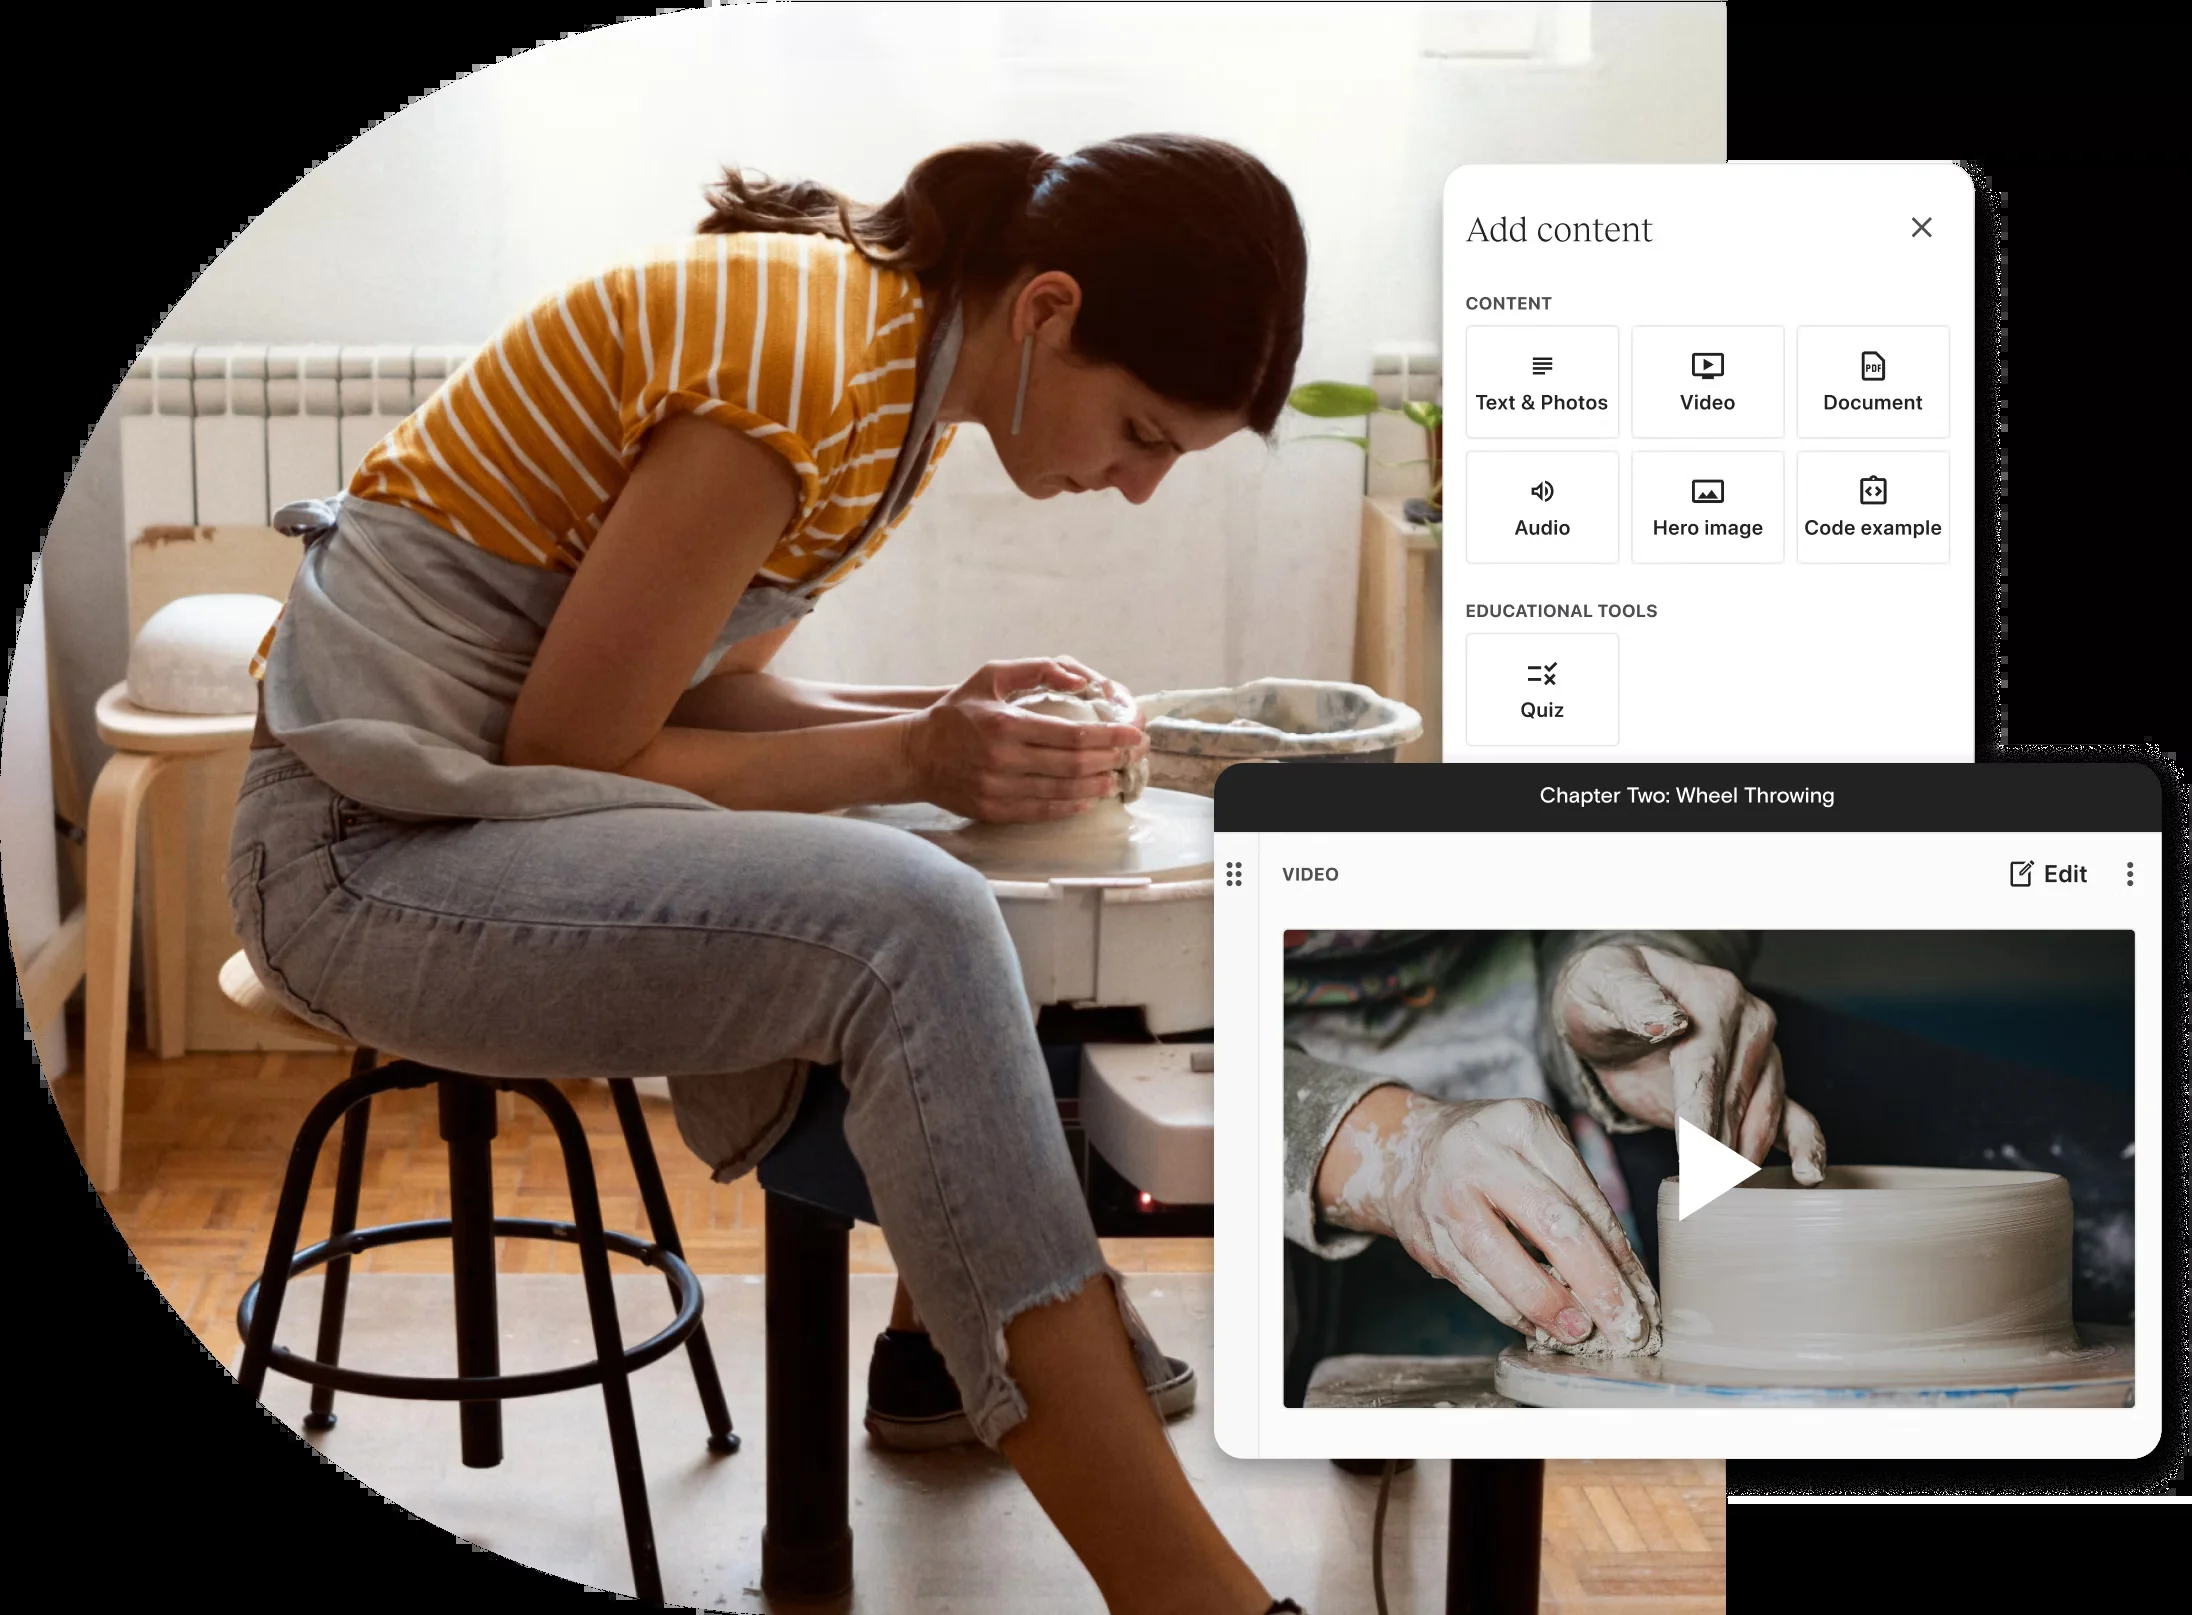 Add content
CONTENT
Text & Photos
Video
PDF
Document
Audio
Hero image
Code example
EDUCATIONAL TOOLS
Quiz
Chapter Two: Wheel Throwing
VIDEO
Edit